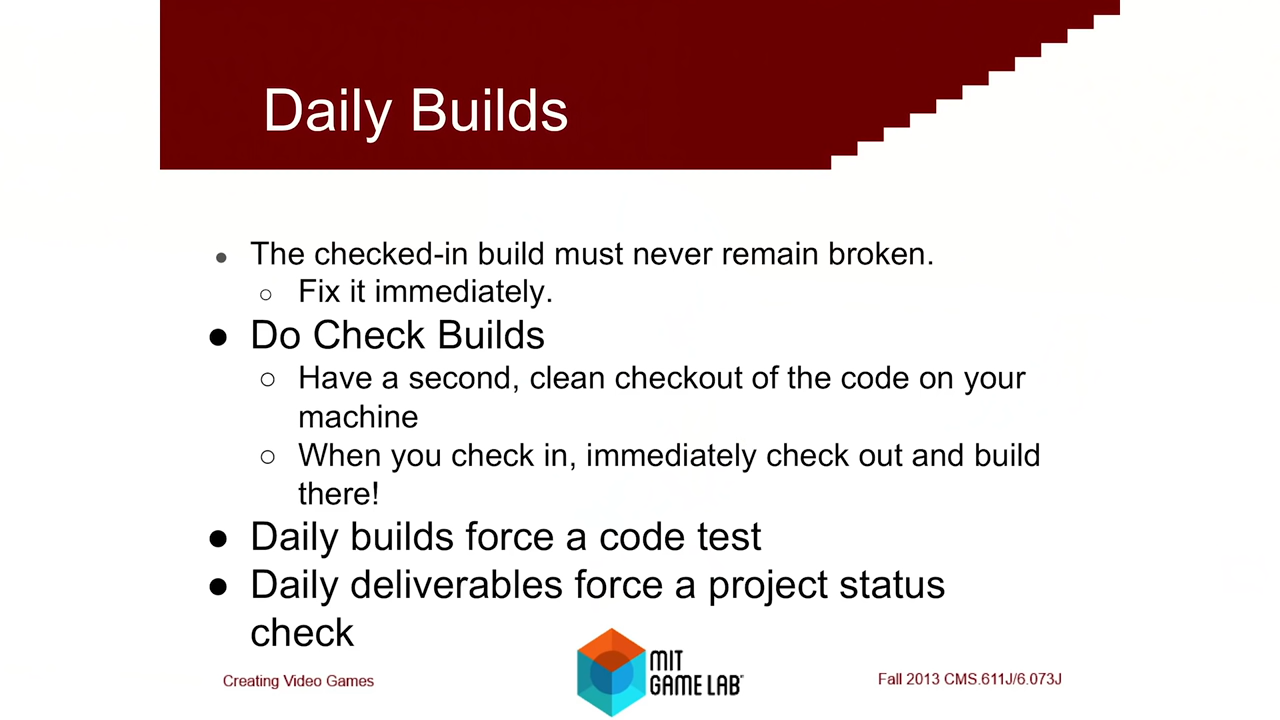 Daily Builds
● The checked-in build must never remain broken.
○ Fix it immediately.
● Do Check Builds
○ Have a second, clean checkout of the code on your
machine
○ When you check in, immediately check out and build
there!
● Daily builds force a code test
● Daily deliverables force a project status
check
Creating Video Games
MIT
GAME LAB
Fall 2013 CMS.611J/6.073J